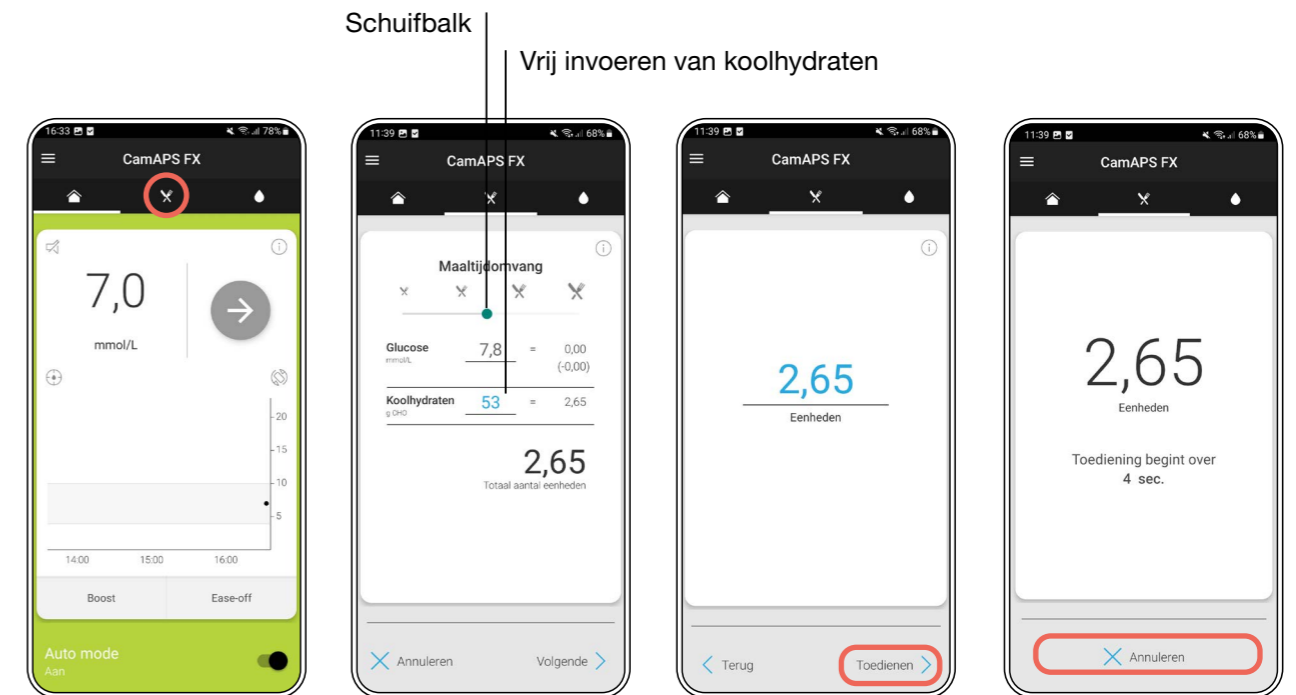 Schuifbalk
Vrij invoeren van koolhydraten
16:33 78%
CamAPS FX
7,0
mmol/L
20
15
10
5
14:00 15:00 16:00
Boost Ease-off
Auto mode
Aan
11:39 68%
CamAPS FX
Maaltijdomvang
Glucose 7,8 = 0,00
mmol/L (-0,00)
Koolhydraten 53 = 2,65
g CHO
2,65
Totaal aantal eenheden
Annuleren Volgende
11:39 68%
CamAPS FX
2,65
Eenheden
Terug Toedienen
11:39 68%
CamAPS FX
2,65
Eenheden
Toediening begint over
4 sec.
Annuleren